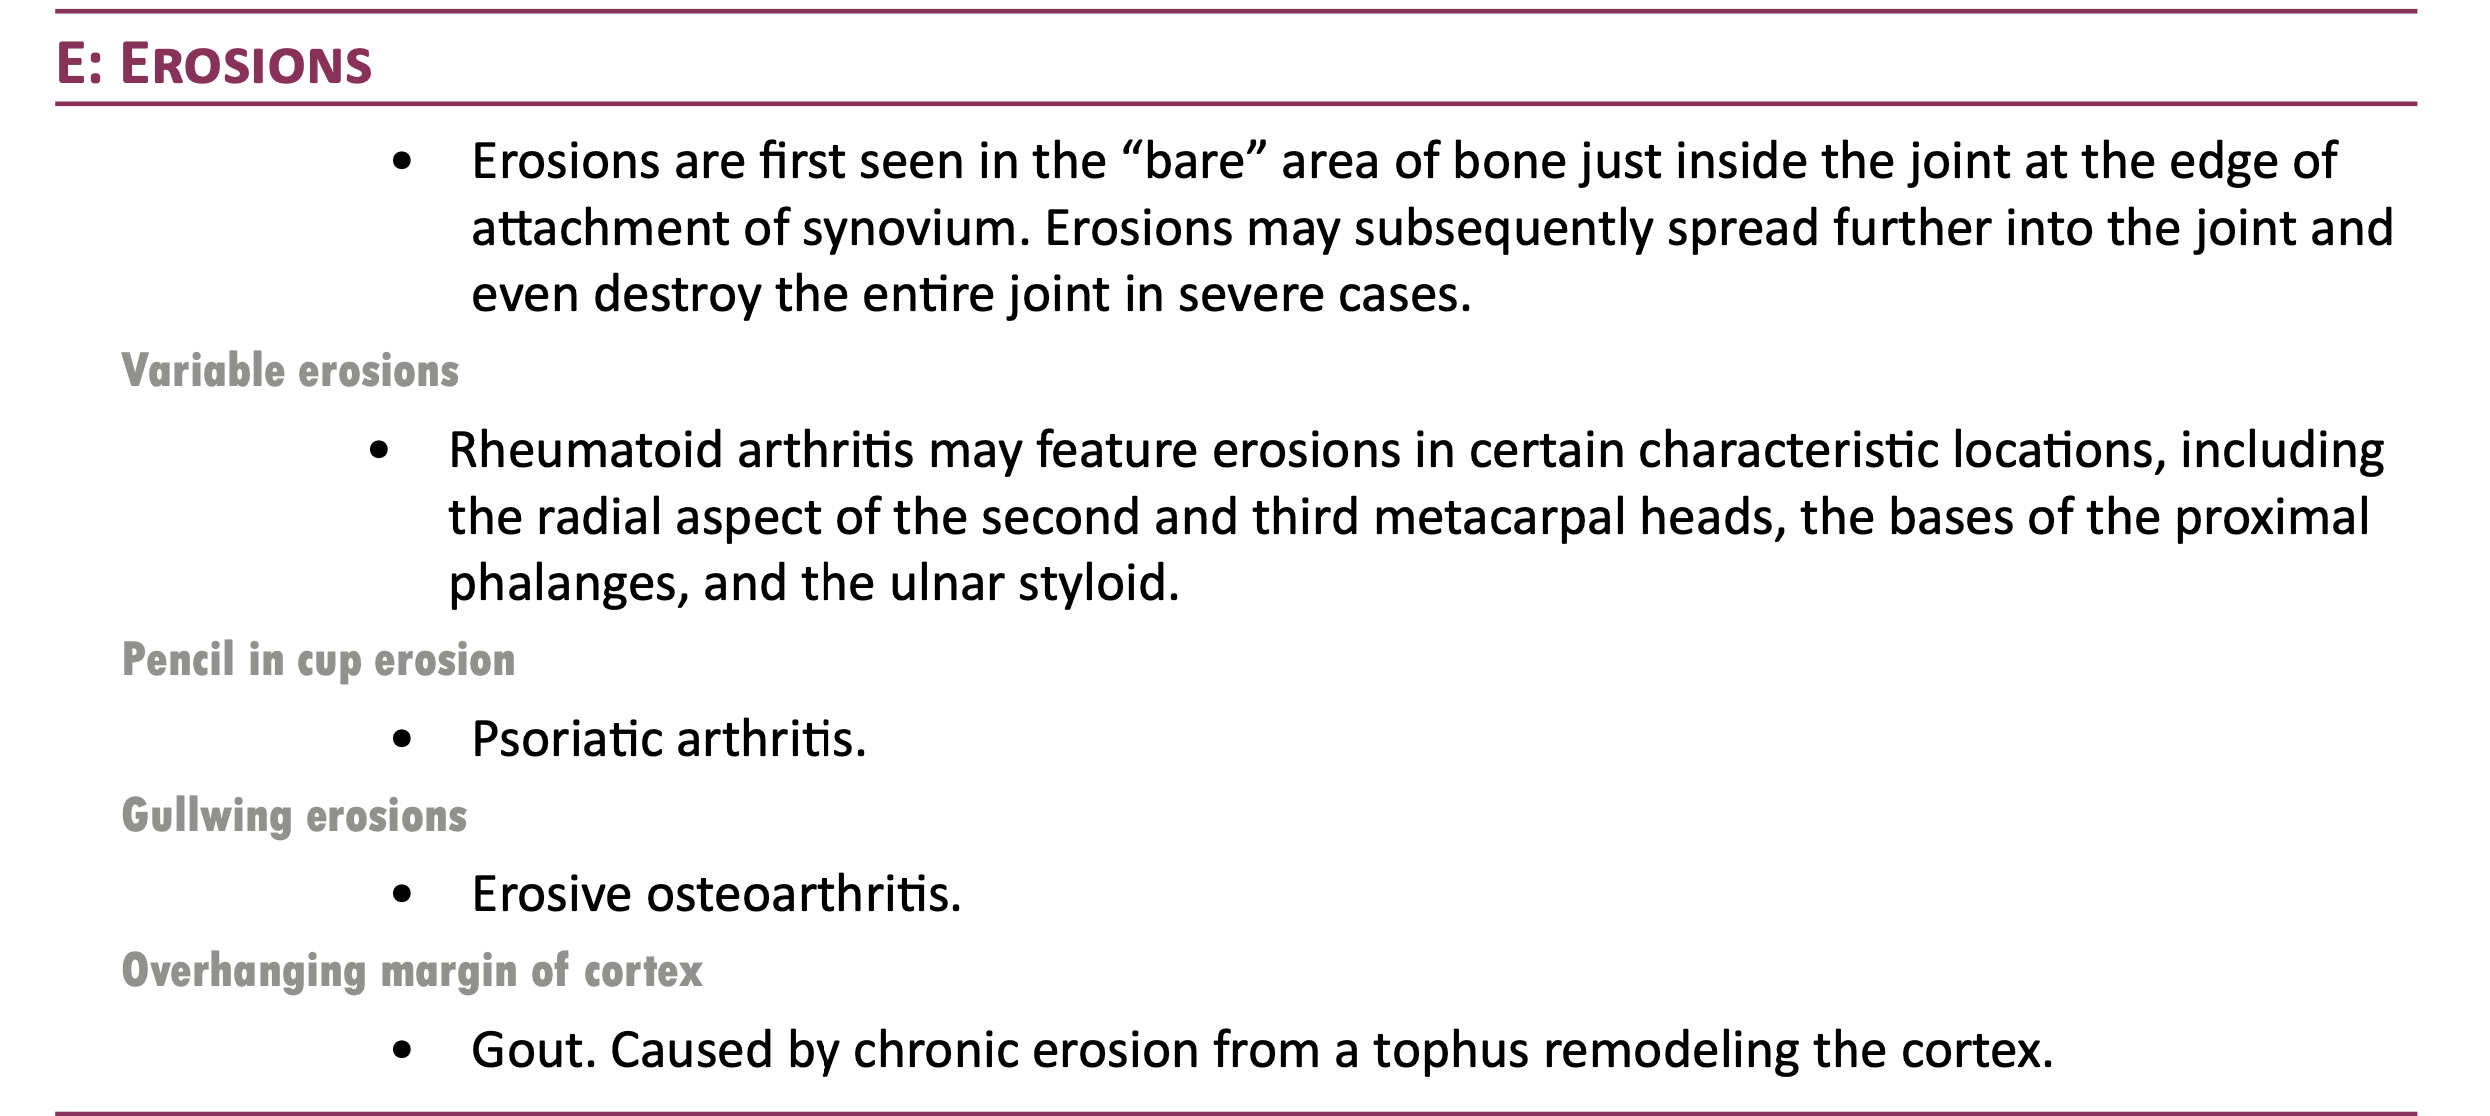 E: EROSIONS
• Erosions are first seen in the “bare” area of bone just inside the joint at the edge of
attachment of synovium. Erosions may subsequently spread further into the joint and
even destroy the entire joint in severe cases.
Variable erosions
• Rheumatoid arthritis may feature erosions in certain characteristic locations, including
the radial aspect of the second and third metacarpal heads, the bases of the proximal
phalanges, and the ulnar styloid.
Pencil in cup erosion
• Psoriatic arthritis.
Gullwing erosions
• Erosive osteoarthritis.
Overhanging margin of cortex
• Gout. Caused by chronic erosion from a tophus remodeling the cortex.